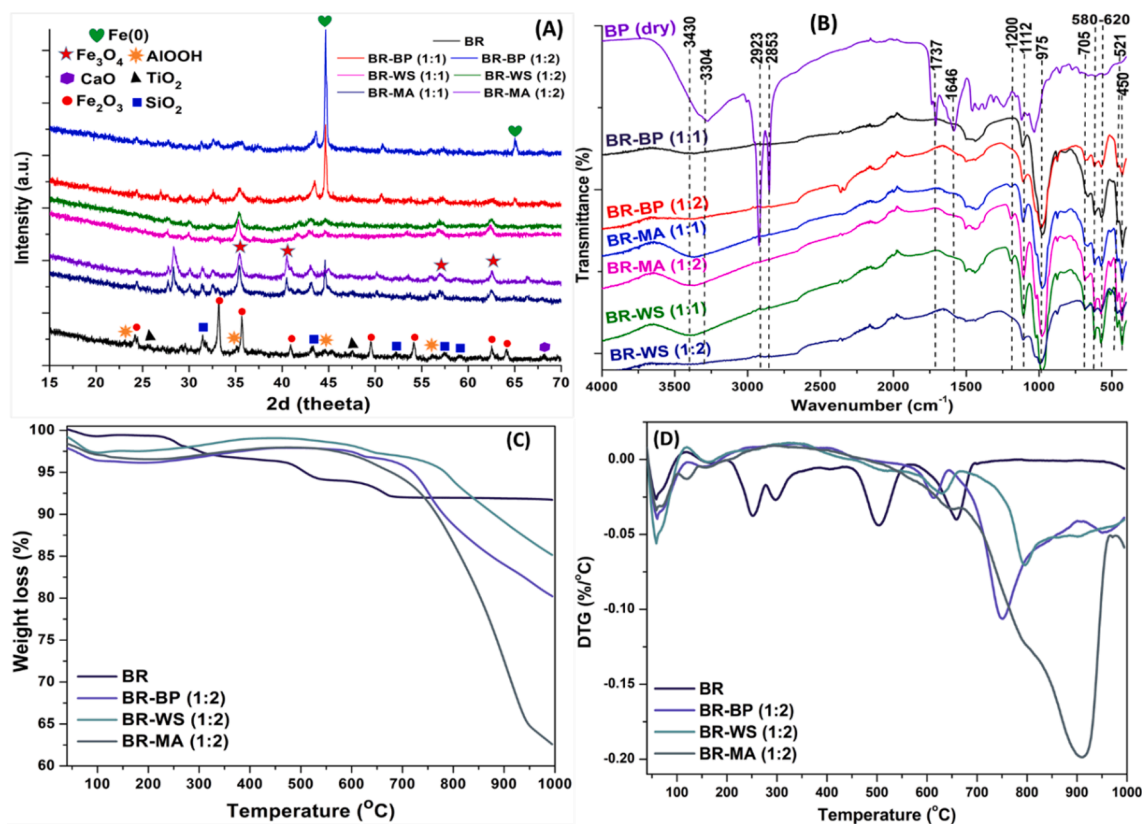 (A)
Fe(0)
Fe3O4
AlOOH
CaO
TiO2
Fe2O3
SiO2
BR
BR-BP (1:1)
BR-BP (1:2)
BR-WS (1:1)
BR-WS (1:2)
BR-MA (1:1)
BR-MA (1:2)
Intensity (a.u.)
15 20 25 30 35 40 45 50 55 60 65 70
2d (theeta)
(B)
BP (dry)
3430
3304
2923
2853
1737
1646
1200
1112
975
705
580
620
521
450
BR-BP (1:1)
BR-BP (1:2)
BR-MA (1:1)
BR-MA (1:2)
BR-WS (1:1)
BR-WS (1:2)
Transmittance (%)
4000 3500 3000 2500 2000 1500 1000 500
Wavenumber (cm-1)
(C)
100
95
90
85
80
75
70
65
60
Weight loss (%)
BR
BR-BP (1:2)
BR-WS (1:2)
BR-MA (1:2)
100 200 300 400 500 600 700 800 900 1000
Temperature (oC)
(D)
0.00
-0.05
-0.10
-0.15
-0.20
DTG (%/oC)
BR
BR-BP (1:2)
BR-WS (1:2)
BR-MA (1:2)
100 200 300 400 500 600 700 800 900 1000
Temperature (oC)